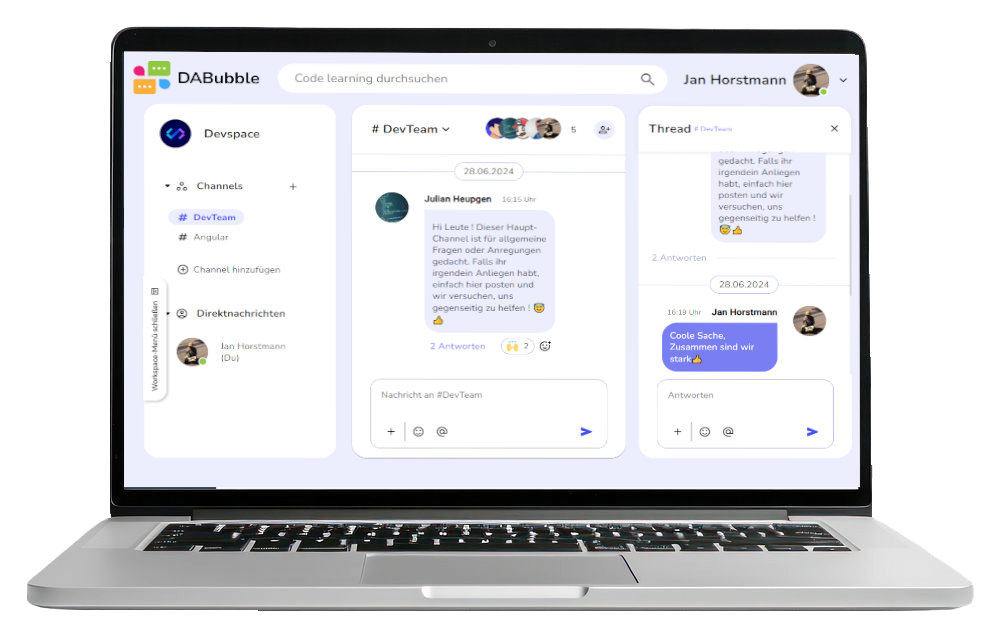 DABubble
Code learning durchsuchen
Jan Horstmann
Devspace
Channels
# DevTeam
# Angular
Channel hinzufügen
Direktnachrichten
Jan Horstmann
(Du)
Workspace-Menü schließen
# DevTeam
5
28.06.2024
Julian Heupgen 16:15 Uhr
Hi Leute ! Dieser Haupt-
Channel ist für allgemeine
Fragen oder Anregungen
gedacht. Falls ihr
irgendein Anliegen habt,
einfach hier posten und
wir versuchen, uns
gegenseitig zu helfen ! 😇
👍
2 Antworten 🙌 2
Nachricht an #DevTeam
+ @
Thread # DevTeam
gedacht. Falls ihr
irgendein Anliegen
habt, einfach hier
posten und wir
versuchen, uns
gegenseitig zu helfen !
😇👍
2 Antworten
28.06.2024
16:19 Uhr Jan Horstmann
Coole Sache,
Zusammen sind wir
stark👍
Antworten
+ @